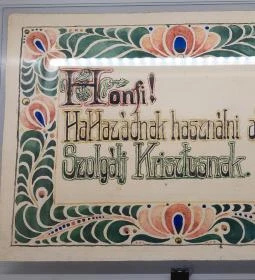 Honfi!
Ha Hazádnak használni a
Szolgálj Krisztusnak.